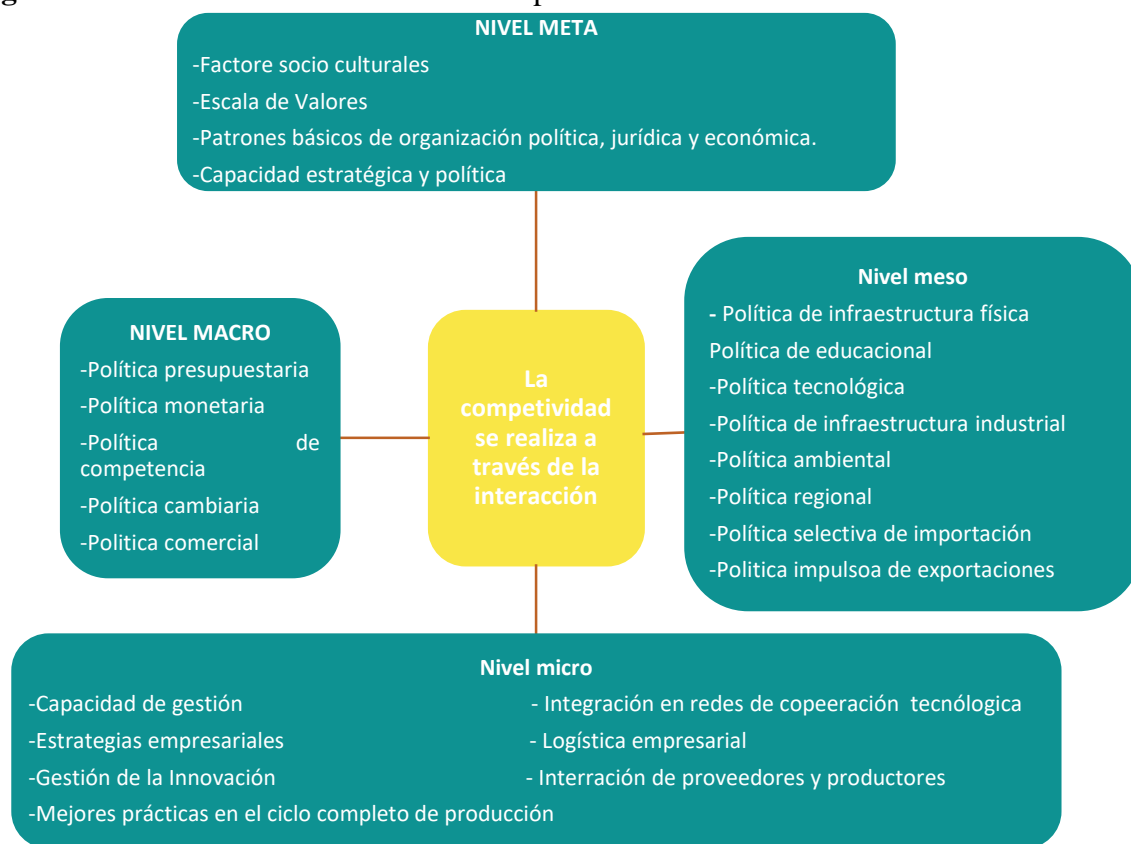 NIVEL META
-Factore socio culturales
-Escala de Valores
-Patrones básicos de organización política, jurídica y económica.
-Capacidad estratégica y política
NIVEL MACRO
-Política presupuestaria
-Política monetaria
-Política de
competencia
-Política cambiaria
-Politica comercial
La
competividad
se realiza a
través de la
interacción
Nivel meso
- Política de infraestructura física
Política de educacional
-Política tecnológica
-Política de infraestructura industrial
-Política ambiental
-Política regional
-Política selectiva de importación
-Politica impulsoa de exportaciones
Nivel micro
-Capacidad de gestión - Integración en redes de copeeración tecnólogica
-Estrategias empresariales - Logística empresarial
-Gestión de la Innovación - Interración de proveedores y productores
-Mejores prácticas en el ciclo completo de producción